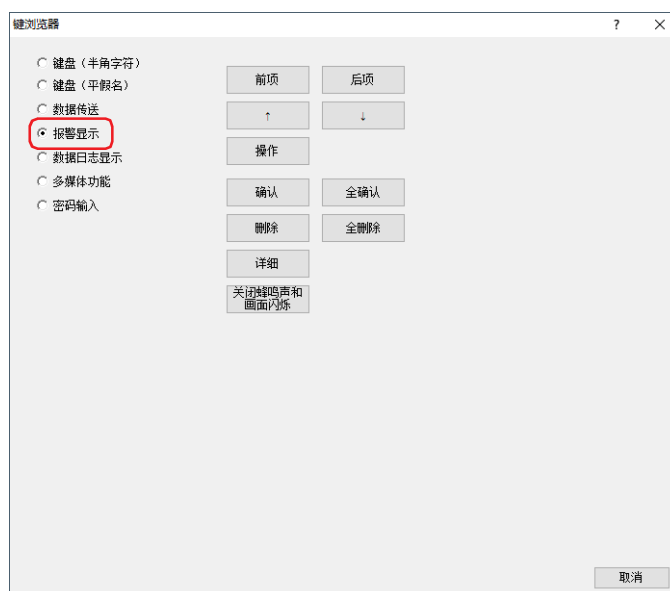 键浏览器
?
×
键盘（半角字符）
键盘（平假名）
数据传送
报警显示
数据日志显示
多媒体功能
密码输入
前项 后项
↑ ↓
操作
确认 全确认
删除 全删除
详细
关闭蜂鸣声和
画面闪烁
取消